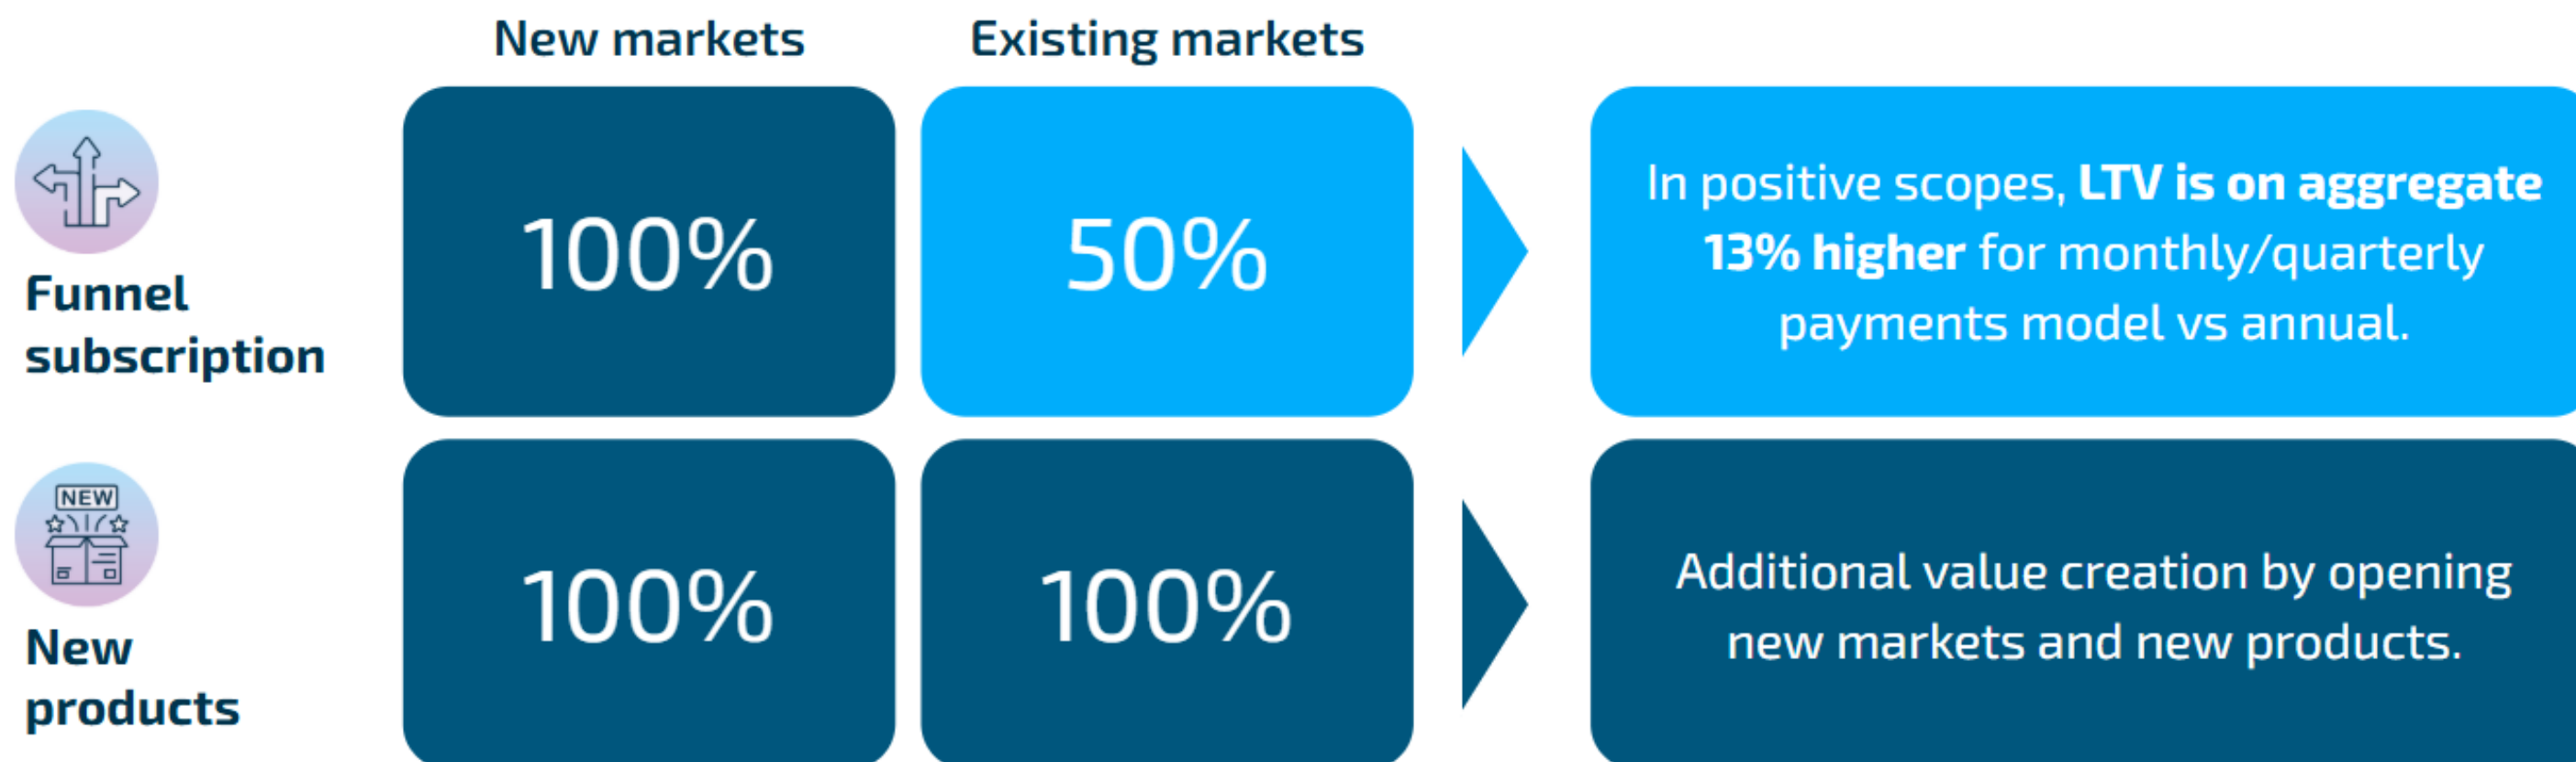 New markets
Existing markets
Funnel
subscription
100%
50%
In positive scopes, LTV is on aggregate
13% higher for monthly/quarterly
payments model vs annual.
NEW
New
products
100%
100%
Additional value creation by opening
new markets and new products.